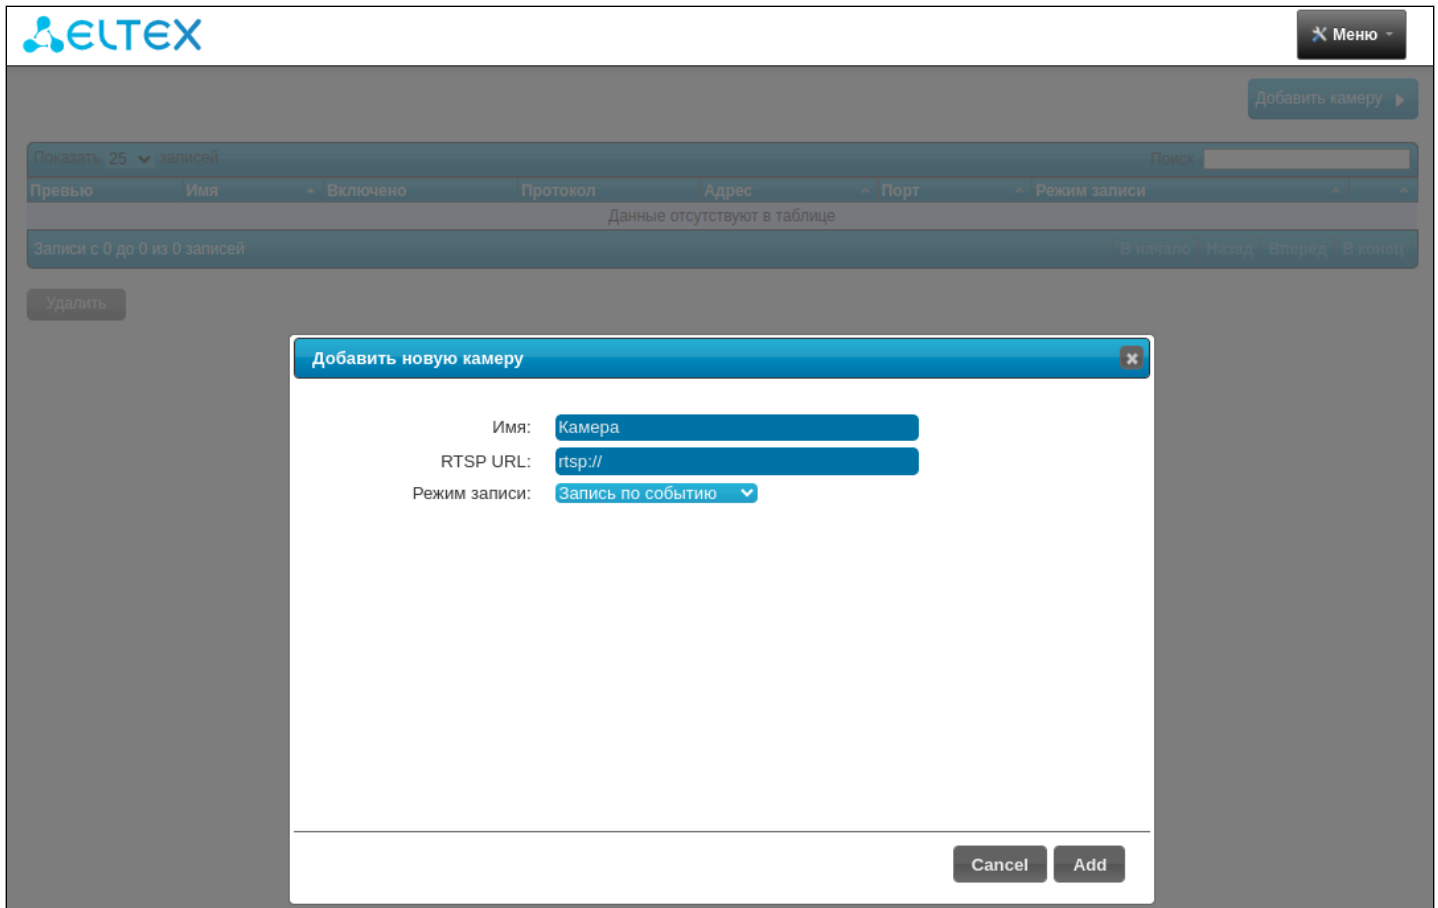 ELTEX
Меню
Добавить камеру
Показать 25 записей Поиск:
Превью Имя Включено Протокол Адрес Порт Режим записи
Данные отсутствуют в таблице
Записи с 0 до 0 из 0 записей В начало Назад Вперед В конец
Удалить
Добавить новую камеру
Имя: Камера
RTSP URL: rtsp://
Режим записи: Запись по событию
Cancel Add